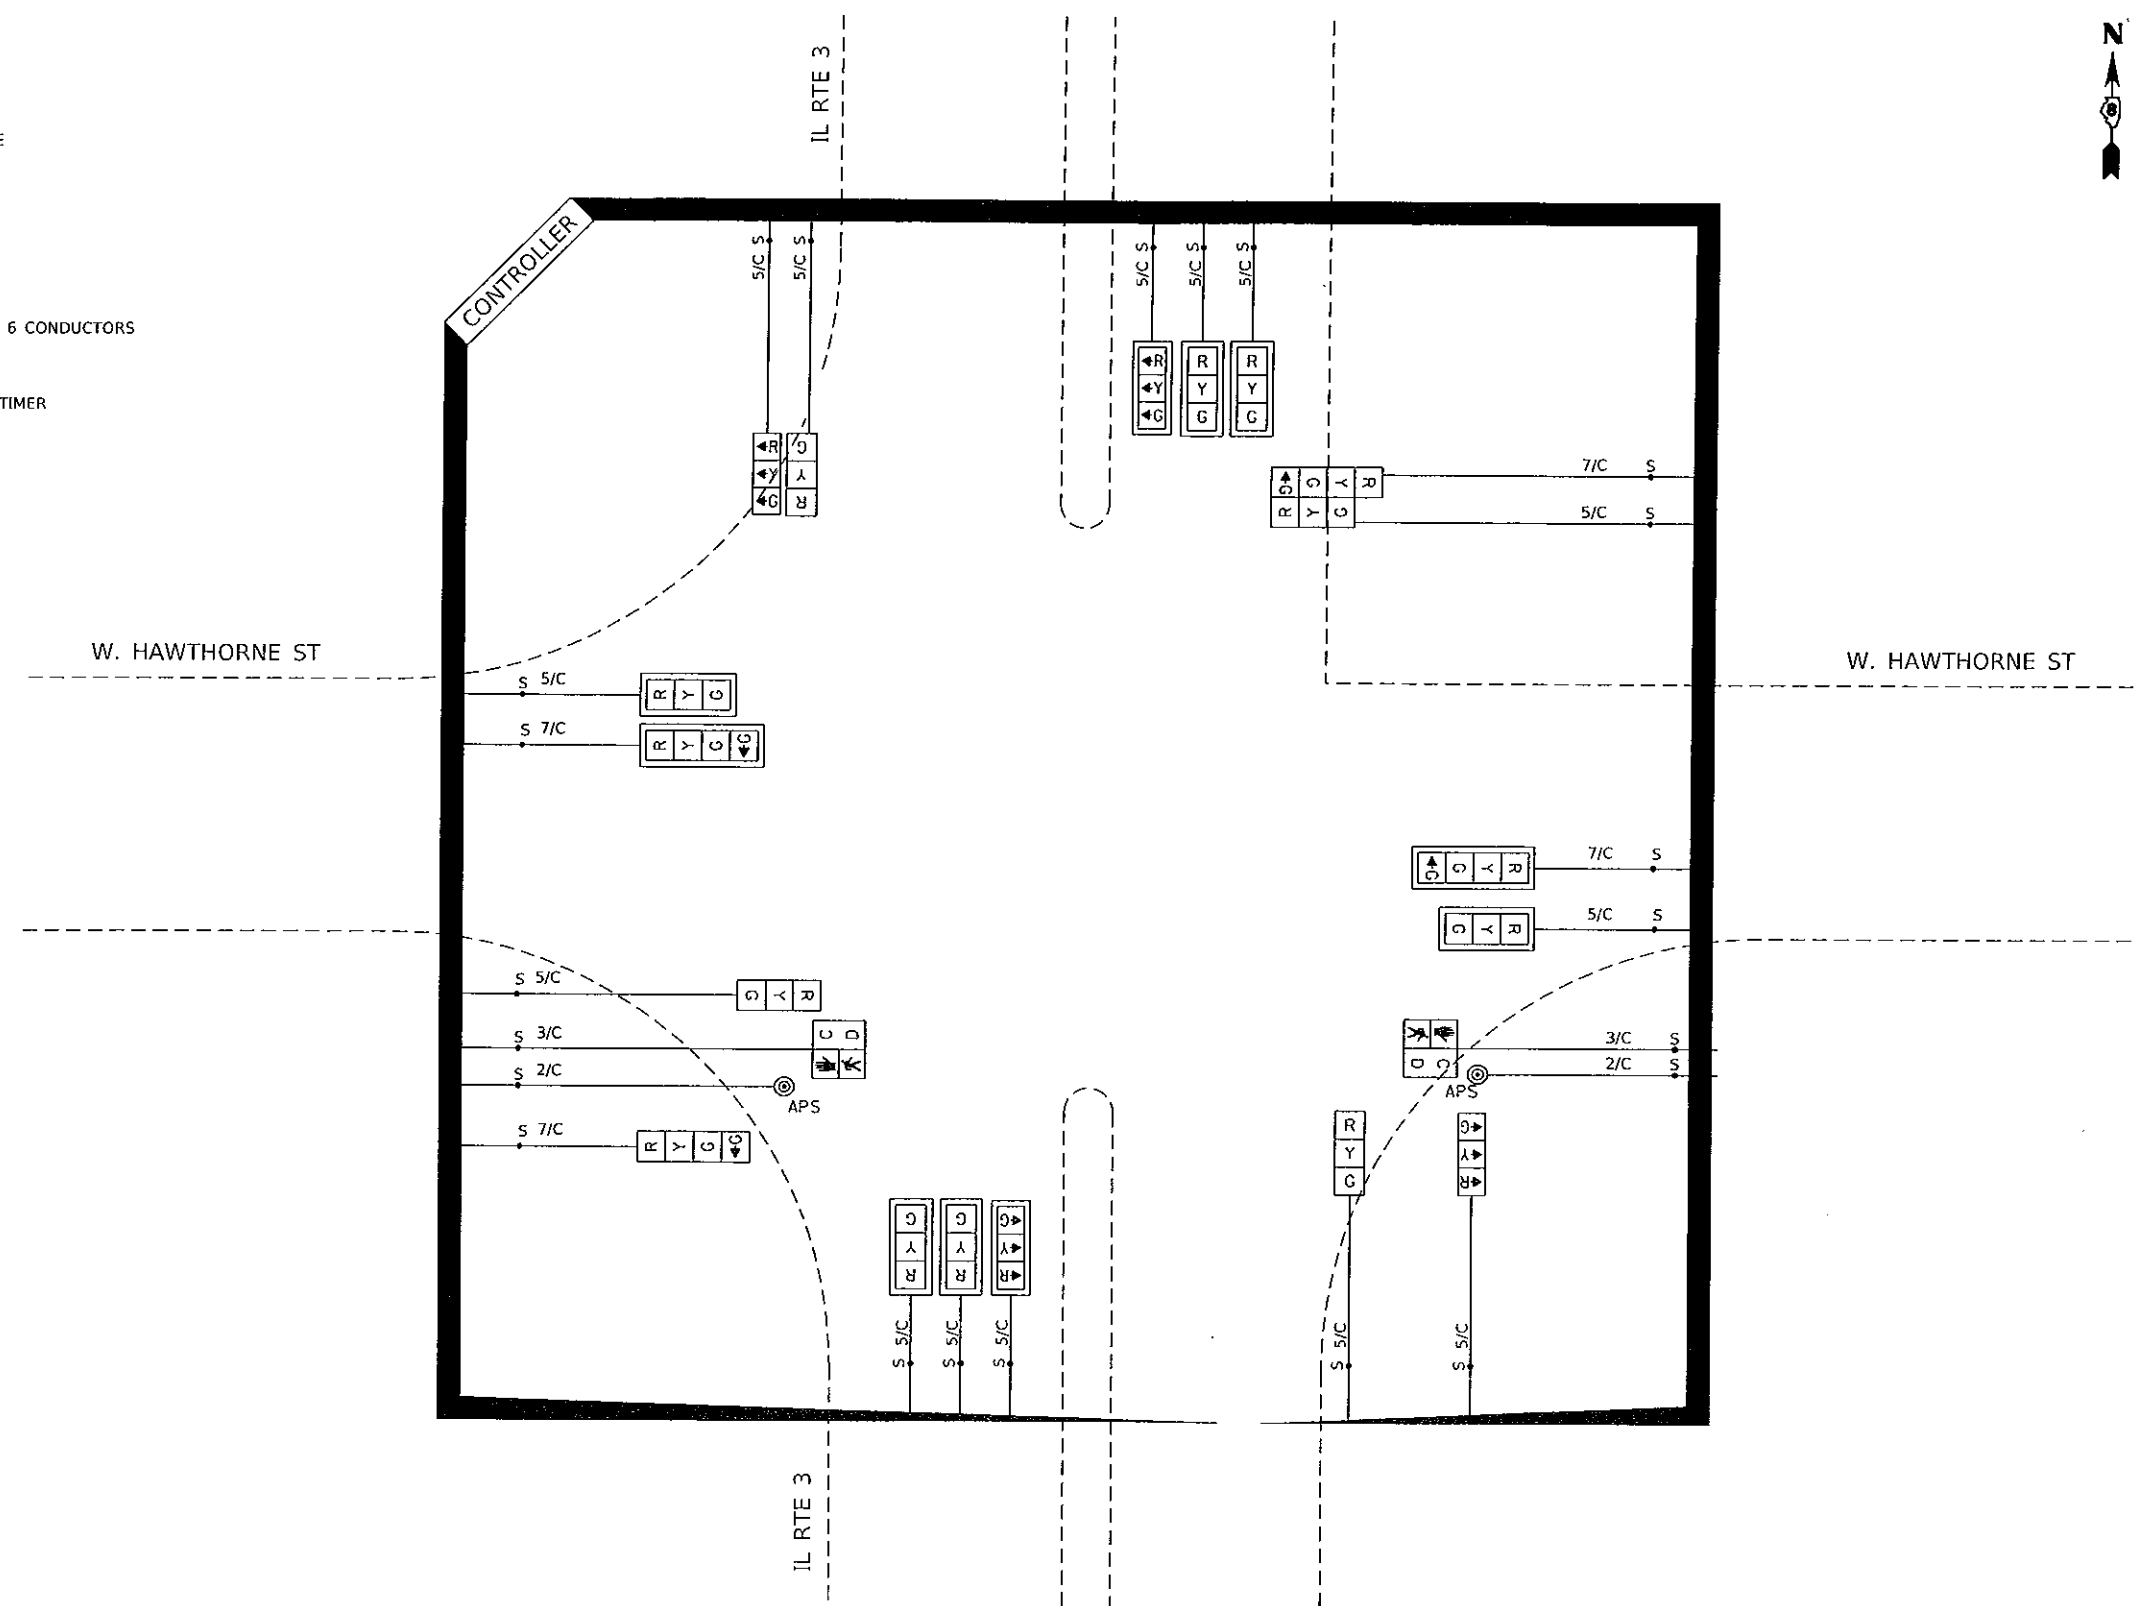 N
8
E
IL RTE 3
CONTROLLER
6 CONDUCTORS
TIMER
5/C S
5/C S
5/C S
5/C S
5/C S
R Y G
R Y G
R Y G
R Y G
R Y G
G Y R
7/C S
5/C S
G G Y R
R Y G
W. HAWTHORNE ST
W. HAWTHORNE ST
S 5/C
R Y G
S 7/C
R Y G G
7/C S
G G Y R
5/C S
G Y R
S 5/C
G Y R
S 3/C
C D
S 2/C
APS
S 7/C
R Y G G
3/C S
D C
2/C S
APS
R Y G
G Y R
G Y R
G Y R
G Y R
S 5/C
S 5/C
S 5/C
S 5/C
S 5/C
IL RTE 3